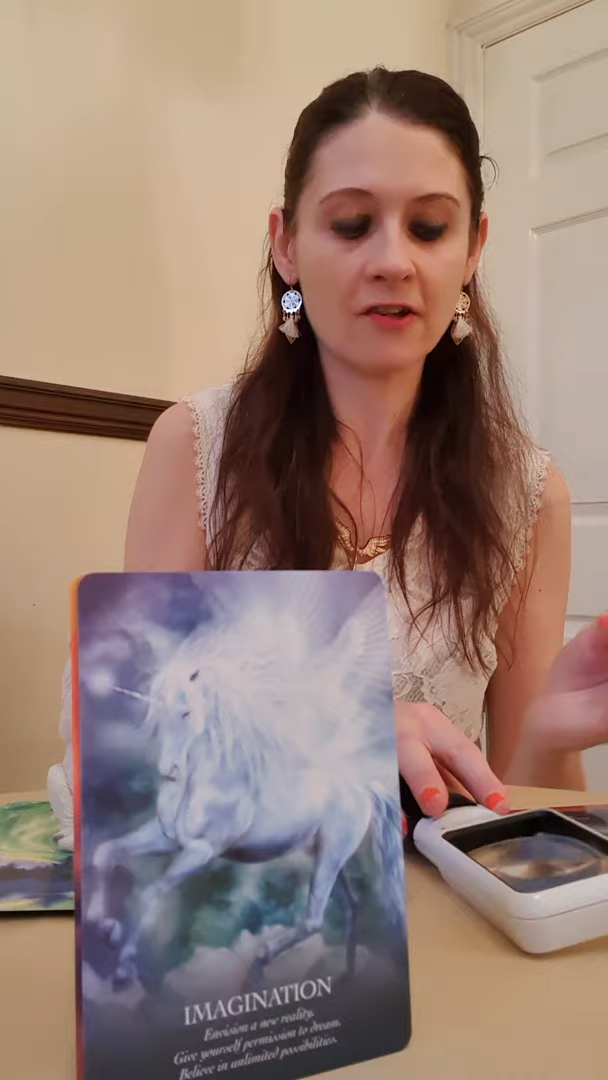 IMAGINATION
Envision a new reality.
Give yourself permission to dream.
Believe in unlimited possibilities.